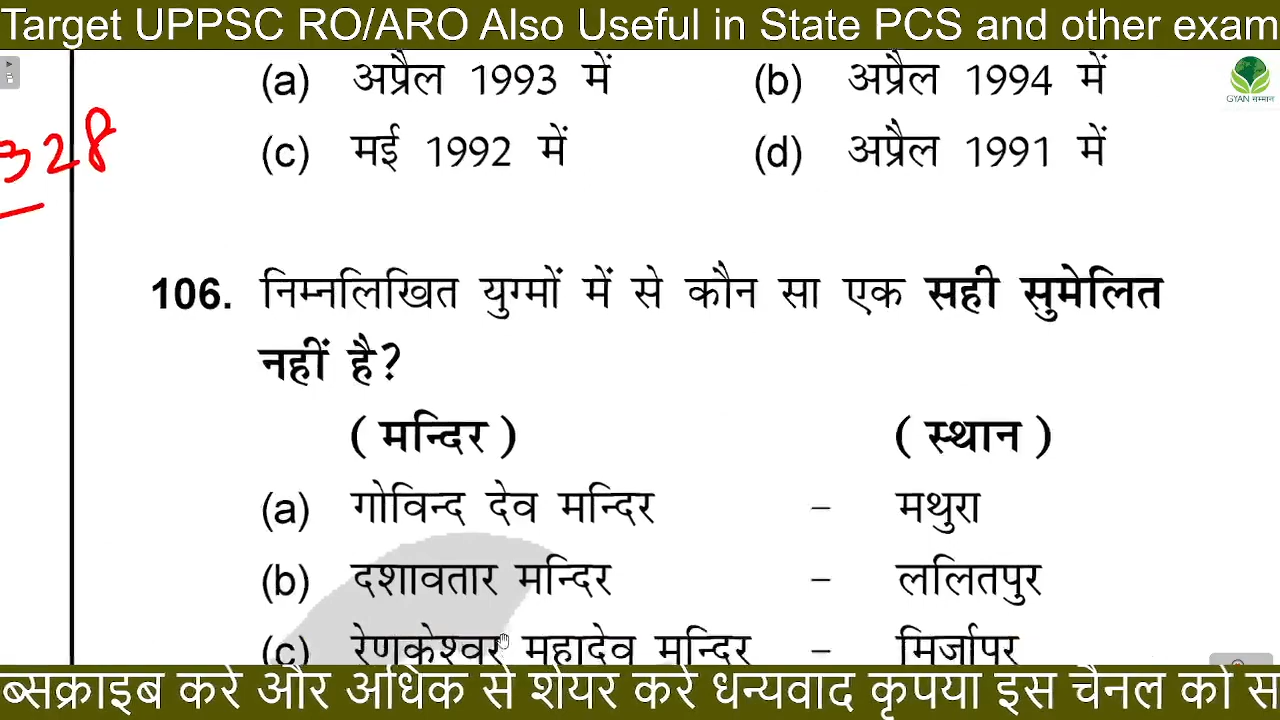 Target UPPSC RO/ARO Also Useful in State PCS and other exam
(a) अप्रैल 1993 में (b) अप्रैल 1994 में
GYAN सम्मान
328
(c) मई 1992 में (d) अप्रैल 1991 में
106. निम्नलिखित युग्मों में से कौन सा एक सही सुमेलित
नहीं है?
(मन्दिर) (स्थान)
(a) गोविन्द देव मन्दिर – मथुरा
(b) दशावतार मन्दिर – ललितपुर
(c) रेणुकेश्वर महादेव मन्दिर – मिर्जापुर
ब्सक्राइब करे और अधिक से शेयर करे धन्यवाद कृपया इस चैनल को स